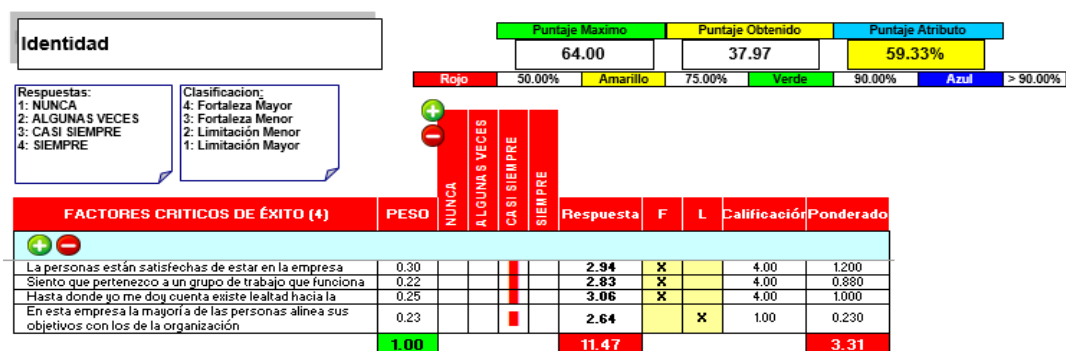 Identidad
Puntaje Maximo Puntaje Obtenido Puntaje Atributo
64.00 37.97 59.33%
Rojo 50.00% Amarillo 75.00% Verde 90.00% Azul > 90.00%
Respuestas:
1: NUNCA
2: ALGUNAS VECES
3: CASI SIEMPRE
4: SIEMPRE
Clasificacion:
4: Fortaleza Mayor
3: Fortaleza Menor
2: Limitación Menor
1: Limitación Mayor
FACTORES CRITICOS DE ÉXITO (4) PESO NUNCA ALGUNAS VECES CASI SIEMPRE SIEMPRE Respuesta F L Calificación Ponderado
La personas están satisfechas de estar en la empresa 0.30 2.94 X 4.00 1.200
Siento que pertenezco a un grupo de trabajo que funciona 0.22 2.83 X 4.00 0.880
Hasta donde yo me doy cuenta existe lealtad hacia la 0.25 3.06 X 4.00 1.000
En esta empresa la mayoría de las personas alinea sus
objetivos con los de la organización 0.23 2.64 X 1.00 0.230
1.00 11.47 3.31